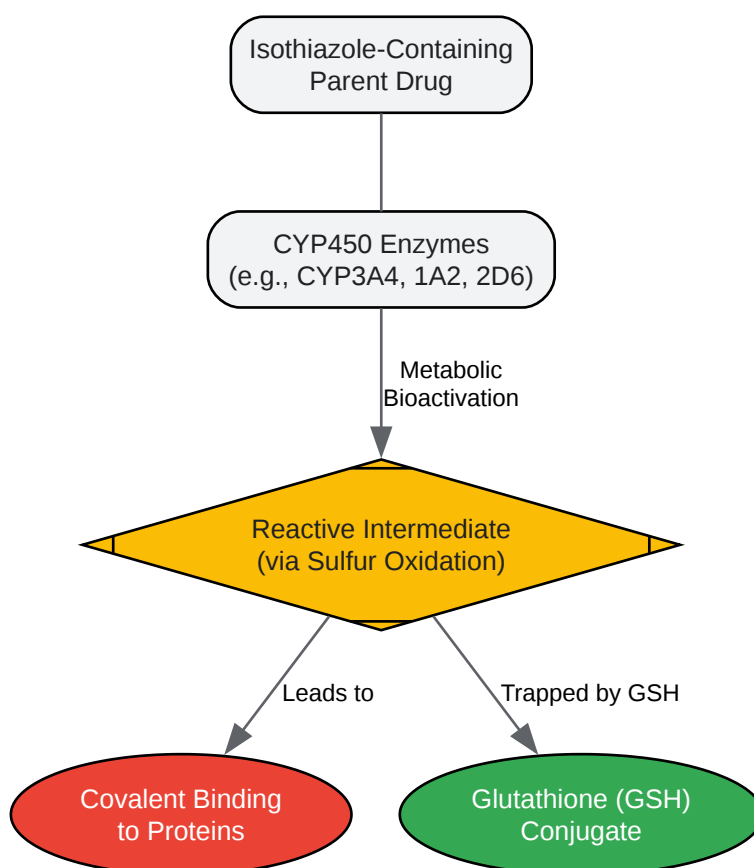 Isothiazole-Containing
Parent Drug
CYP450 Enzymes
(e.g., CYP3A4, 1A2, 2D6)
Metabolic
Bioactivation
Reactive Intermediate
(via Sulfur Oxidation)
Leads to
Trapped by GSH
Covalent Binding
to Proteins
Glutathione (GSH)
Conjugate